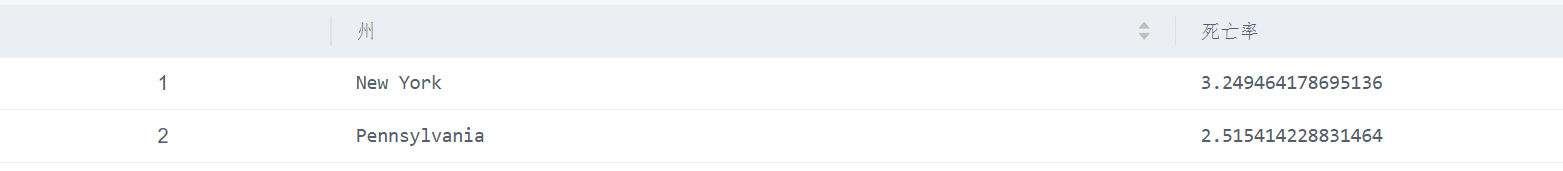 州 死亡率
1 New York 3.249464178695136
2 Pennsylvania 2.515414228831464